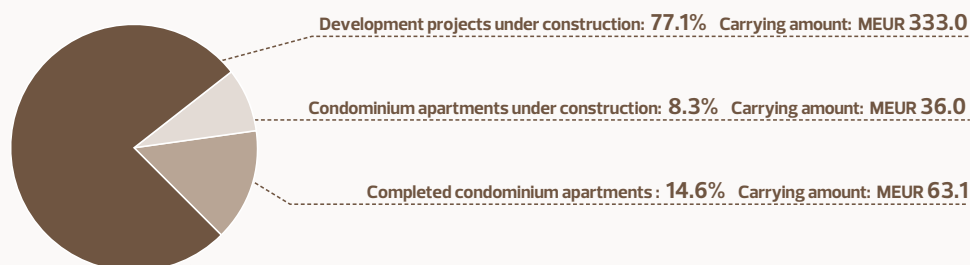 Development projects under construction: 77.1% Carrying amount: MEUR 333.0
Condominium apartments under construction: 8.3% Carrying amount: MEUR 36.0
Completed condominium apartments : 14.6% Carrying amount: MEUR 63.1